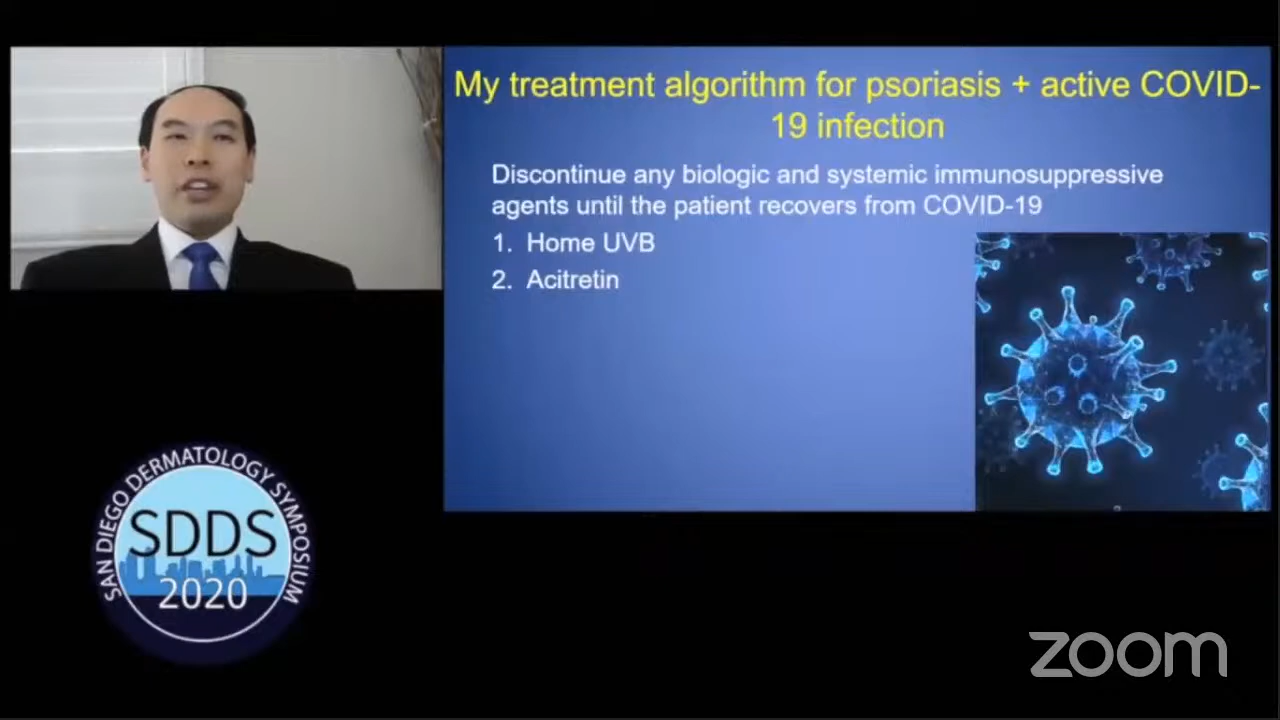 My treatment algorithm for psoriasis + active COVID-
19 infection
Discontinue any biologic and systemic immunosuppressive
agents until the patient recovers from COVID-19
1. Home UVB
2. Acitretin
SAN DIEGO DERMATOLOGY SYMPOSIUM
SDDS
2020
zoom